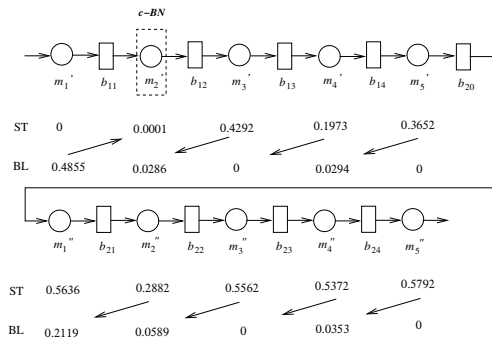 c-BN
m1' b11 m2' b12 m3' b13 m4' b14 m5' b20
ST 0 0.0001 0.4292 0.1973 0.3652
BL 0.4855 0.0286 0 0.0294 0
m1'' b21 m2'' b22 m3'' b23 m4'' b24 m5''
ST 0.5636 0.2882 0.5562 0.5372 0.5792
BL 0.2119 0.0589 0 0.0353 0